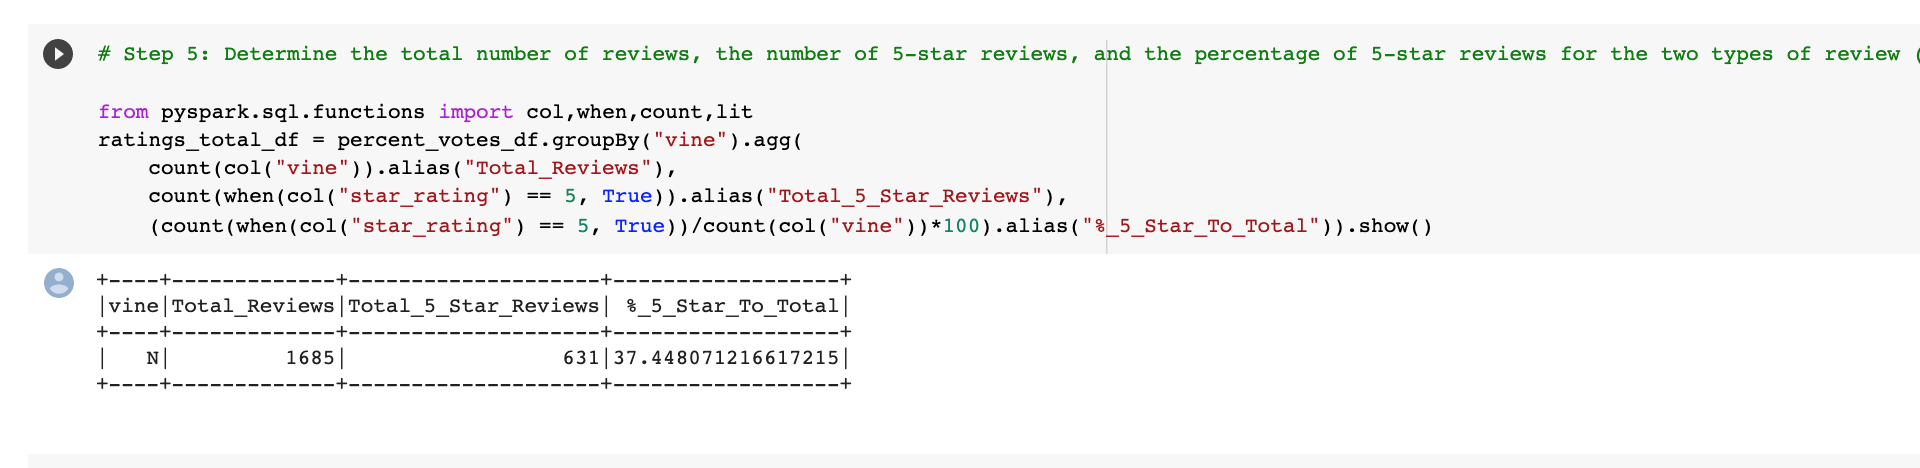 # Step 5: Determine the total number of reviews, the number of 5-star reviews, and the percentage of 5-star reviews for the two types of review (
from pyspark.sql.functions import col,when,count,lit
ratings_total_df = percent_votes_df.groupBy("vine").agg(
    count(col("vine")).alias("Total_Reviews"),
    count(when(col("star_rating") == 5, True)).alias("Total_5_Star_Reviews"),
    (count(when(col("star_rating") == 5, True))/count(col("vine"))*100).alias("%_5_Star_To_Total")).show()
+----+-------------+--------------------+------------------+
|vine|Total_Reviews|Total_5_Star_Reviews| %_5_Star_To_Total|
+----+-------------+--------------------+------------------+
|   N|         1685|                 631|37.448071216617215|
+----+-------------+--------------------+------------------+